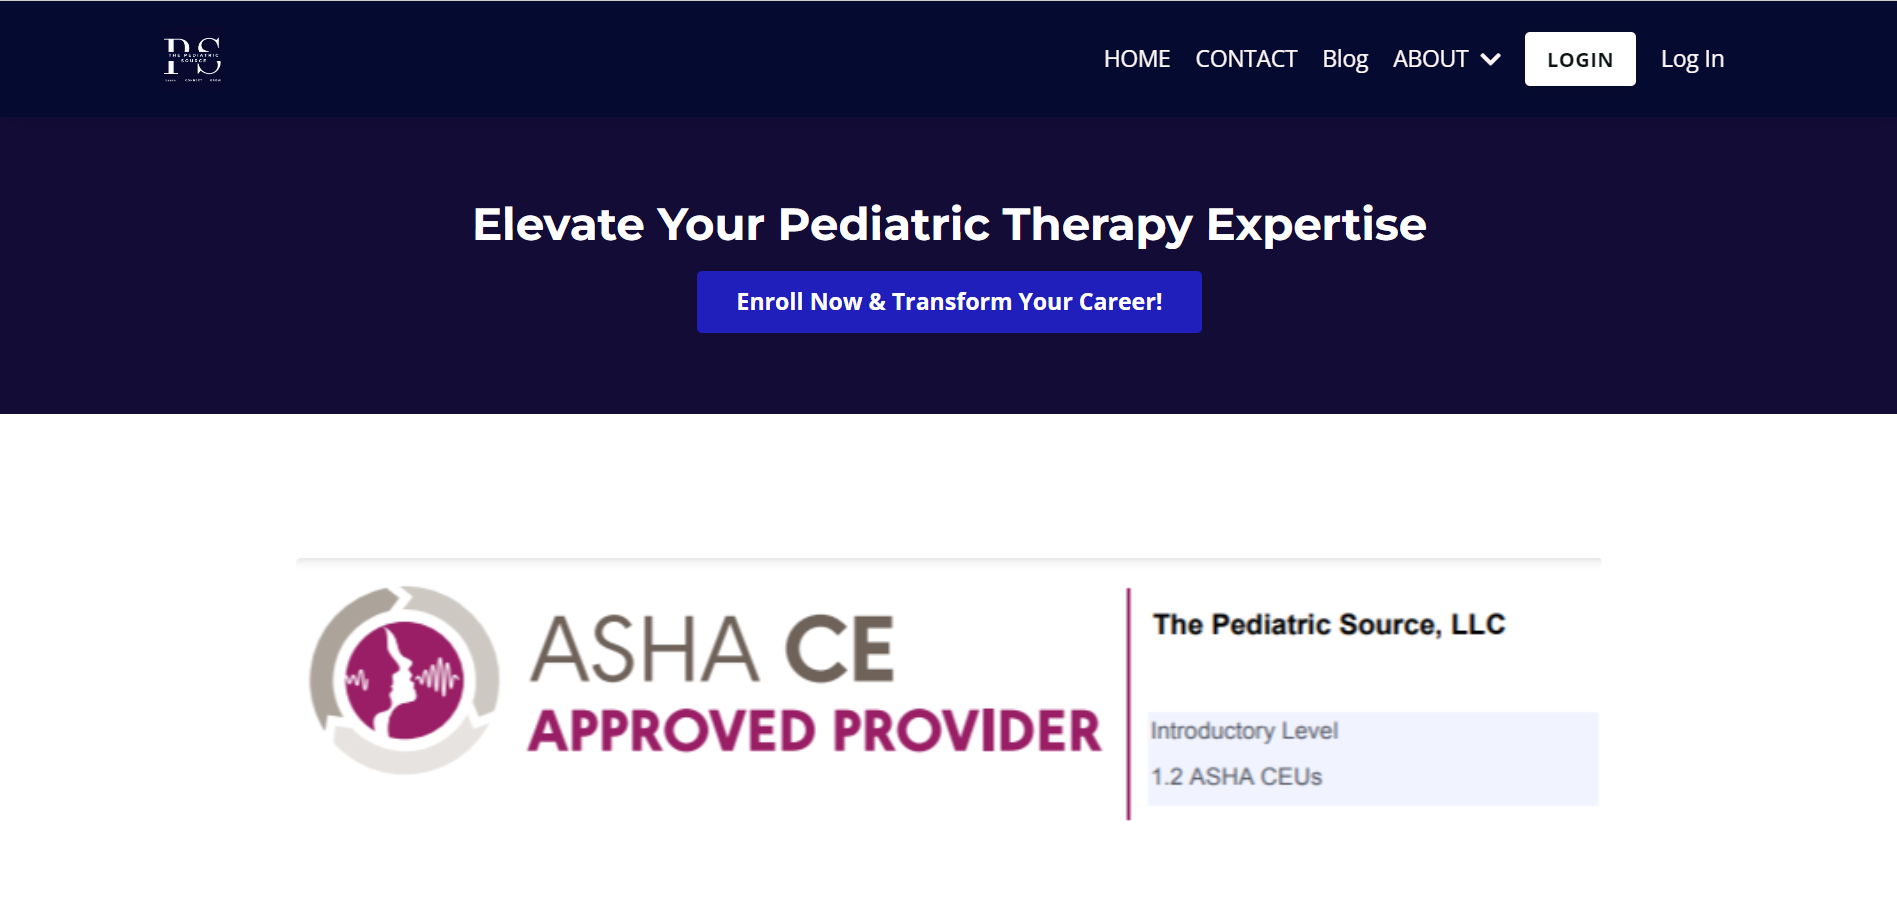 PS
THE PEDIATRIC
SOURCE
HOME CONTACT Blog ABOUT LOGIN Log In
Elevate Your Pediatric Therapy Expertise
Enroll Now & Transform Your Career!
ASHA CE
APPROVED PROVIDER
The Pediatric Source, LLC
Introductory Level
1.2 ASHA CEUs